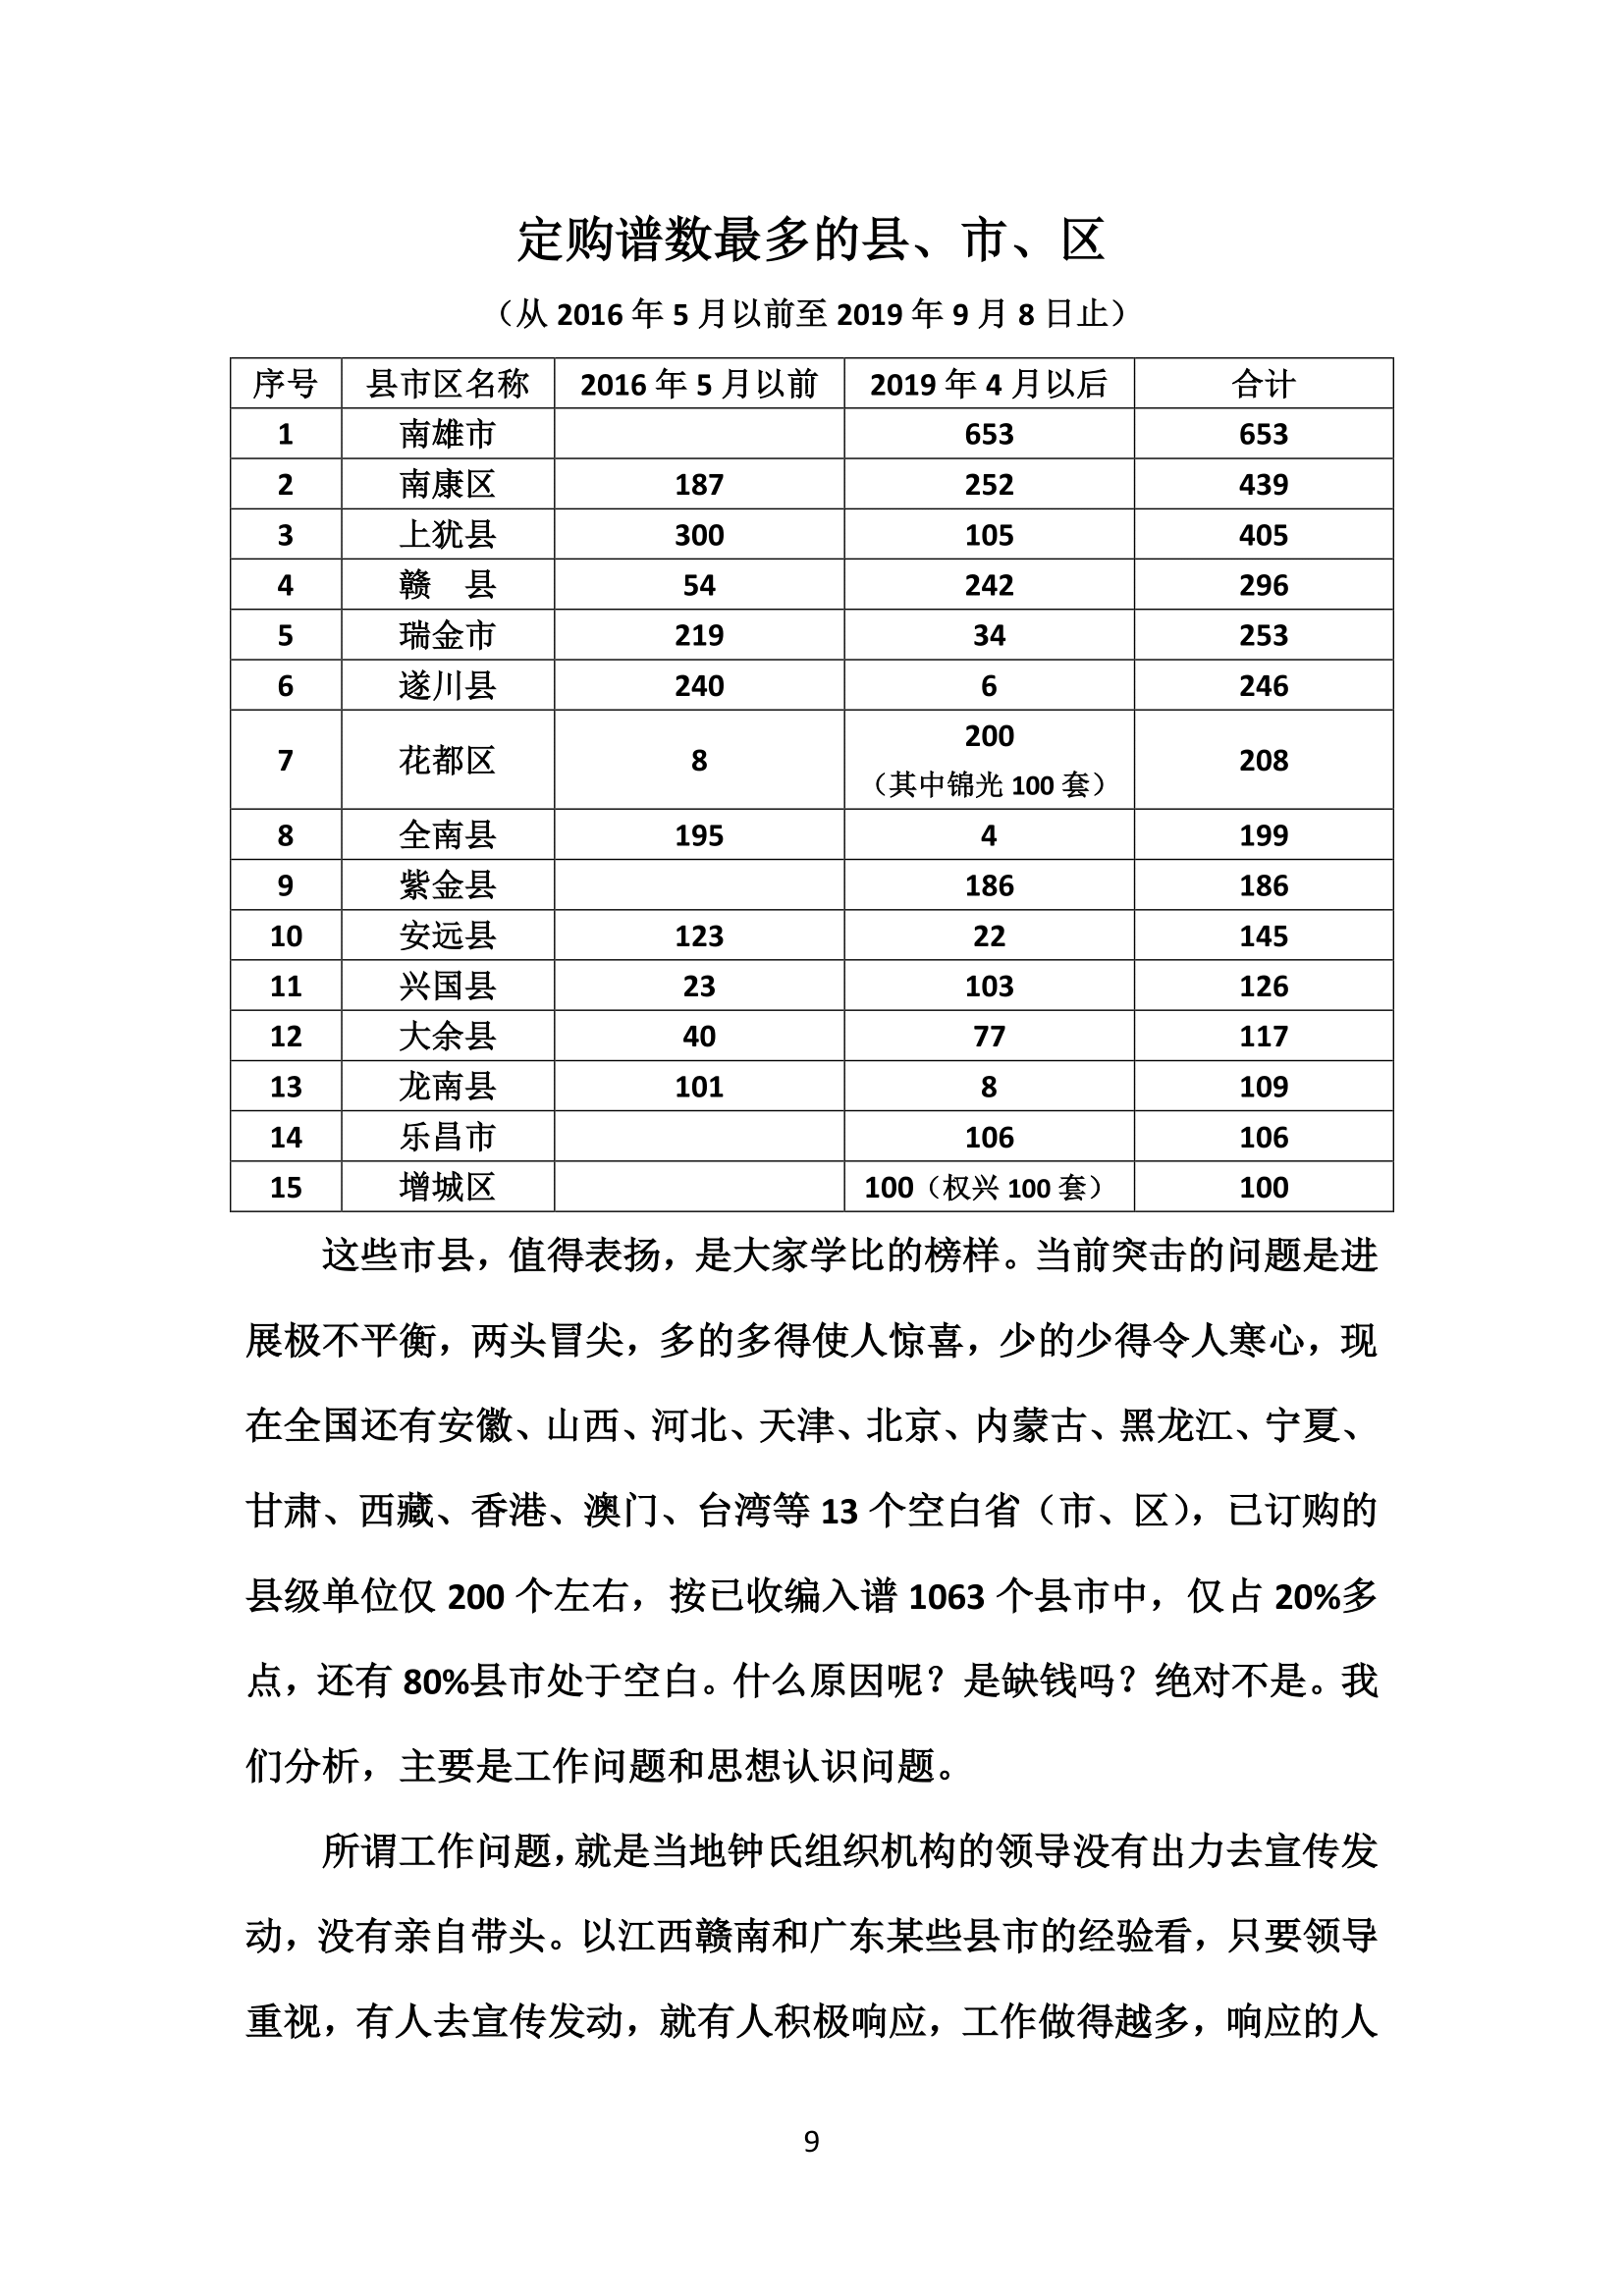 定购谱数最多的县、市、区
（从 2016 年 5 月以前至 2019 年 9 月 8 日止）
序号 县市区名称 2016 年 5 月以前 2019 年 4 月以后 合计
1 南雄市 653 653
2 南康区 187 252 439
3 上犹县 300 105 405
4 赣　县 54 242 296
5 瑞金市 219 34 253
6 遂川县 240 6 246
7 花都区 8 200 （其中锦光 100 套） 208
8 全南县 195 4 199
9 紫金县 186 186
10 安远县 123 22 145
11 兴国县 23 103 126
12 大余县 40 77 117
13 龙南县 101 8 109
14 乐昌市 106 106
15 增城区 100（权兴 100 套） 100
这些市县，值得表扬，是大家学比的榜样。当前突击的问题是进
展极不平衡，两头冒尖，多的多得使人惊喜，少的少得令人寒心，现
在全国还有安徽、山西、河北、天津、北京、内蒙古、黑龙江、宁夏、
甘肃、西藏、香港、澳门、台湾等 13 个空白省（市、区），已订购的
县级单位仅 200 个左右，按已收编入谱 1063 个县市中，仅占 20%多
点，还有 80%县市处于空白。什么原因呢？是缺钱吗？绝对不是。我
们分析，主要是工作问题和思想认识问题。
所谓工作问题，就是当地钟氏组织机构的领导没有出力去宣传发
动，没有亲自带头。以江西赣南和广东某些县市的经验看，只要领导
重视，有人去宣传发动，就有人积极响应，工作做得越多，响应的人
9